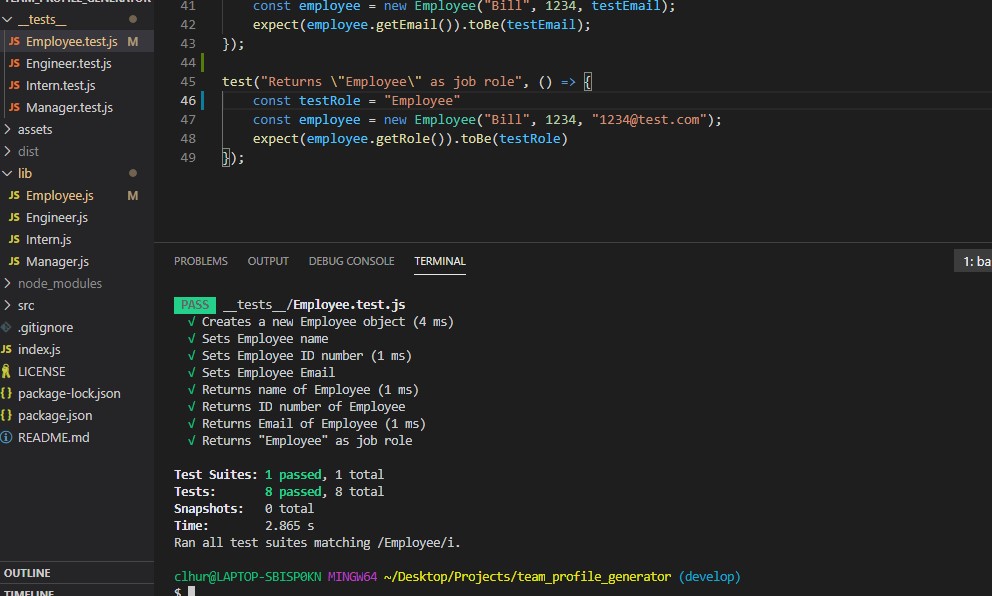 TEAM_PROFILE_GENERATOR
__tests__
JS Employee.test.js M
JS Engineer.test.js
JS Intern.test.js
JS Manager.test.js
assets
dist
lib
JS Employee.js M
JS Engineer.js
JS Intern.js
JS Manager.js
node_modules
src
.gitignore
JS index.js
LICENSE
{} package-lock.json
{} package.json
README.md
OUTLINE
TIMELINE
41 const employee = new Employee("Bill", 1234, testEmail);
42 expect(employee.getEmail()).toBe(testEmail);
43 });
44
45 test("Returns \"Employee\" as job role", () => {
46 const testRole = "Employee"
47 const employee = new Employee("Bill", 1234, "1234@test.com");
48 expect(employee.getRole()).toBe(testRole)
49 });
PROBLEMS OUTPUT DEBUG CONSOLE TERMINAL 1: ba
PASS __tests__/Employee.test.js
√ Creates a new Employee object (4 ms)
√ Sets Employee name
√ Sets Employee ID number (1 ms)
√ Sets Employee Email
√ Returns name of Employee (1 ms)
√ Returns ID number of Employee
√ Returns Email of Employee (1 ms)
√ Returns "Employee" as job role
Test Suites: 1 passed, 1 total
Tests: 8 passed, 8 total
Snapshots: 0 total
Time: 2.865 s
Ran all test suites matching /Employee/i.
clhur@LAPTOP-SBISP0KN MINGW64 ~/Desktop/Projects/team_profile_generator (develop)
$